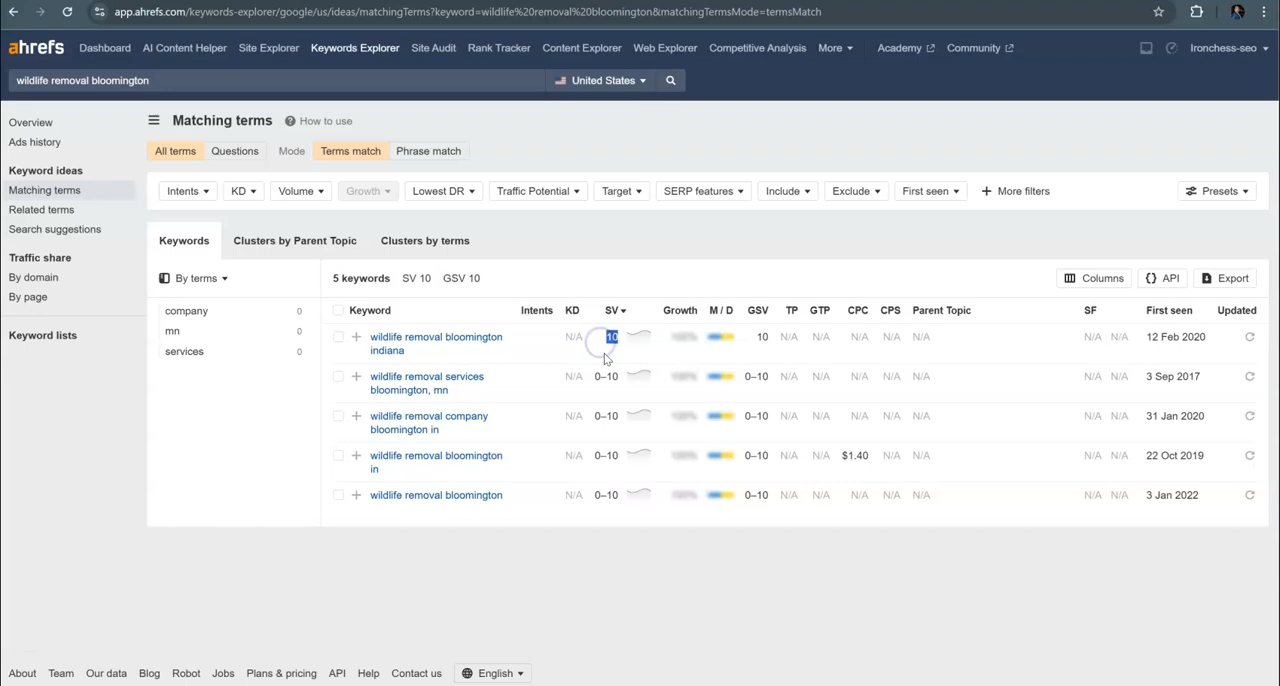 app.ahrefs.com/keywords-explorer/google/us/ideas/matchingTerms?keyword=wildlife%20removal%20bloomington&matchingTermsMode=termsMatch
ahrefs Dashboard AI Content Helper Site Explorer Keywords Explorer Site Audit Rank Tracker Content Explorer Web Explorer Competitive Analysis More Academy Community Ironchess-seo
wildlife removal bloomington United States
Overview
Ads history
Keyword ideas
Matching terms
Related terms
Search suggestions
Traffic share
By domain
By page
Keyword lists
Matching terms ? How to use
All terms Questions Mode Terms match Phrase match
Intents KD Volume Growth Lowest DR Traffic Potential Target SERP features Include Exclude First seen + More filters Presets
Keywords Clusters by Parent Topic Clusters by terms
By terms 5 keywords SV 10 GSV 10 Columns {} API Export
company 0
mn 0
services 0
Keyword Intents KD SV Growth M / D GSV TP GTP CPC CPS Parent Topic SF First seen Updated
wildlife removal bloomington indiana N/A 10 10 N/A N/A N/A N/A N/A N/A N/A 12 Feb 2020
wildlife removal services bloomington, mn N/A 0–10 0–10 N/A N/A N/A N/A N/A N/A N/A 3 Sep 2017
wildlife removal company bloomington in N/A 0–10 0–10 N/A N/A N/A N/A N/A N/A N/A 31 Jan 2020
wildlife removal bloomington in N/A 0–10 0–10 N/A N/A $1.40 N/A N/A N/A N/A 22 Oct 2019
wildlife removal bloomington N/A 0–10 0–10 N/A N/A N/A N/A N/A N/A N/A 3 Jan 2022
About Team Our data Blog Robot Jobs Plans & pricing API Help Contact us English